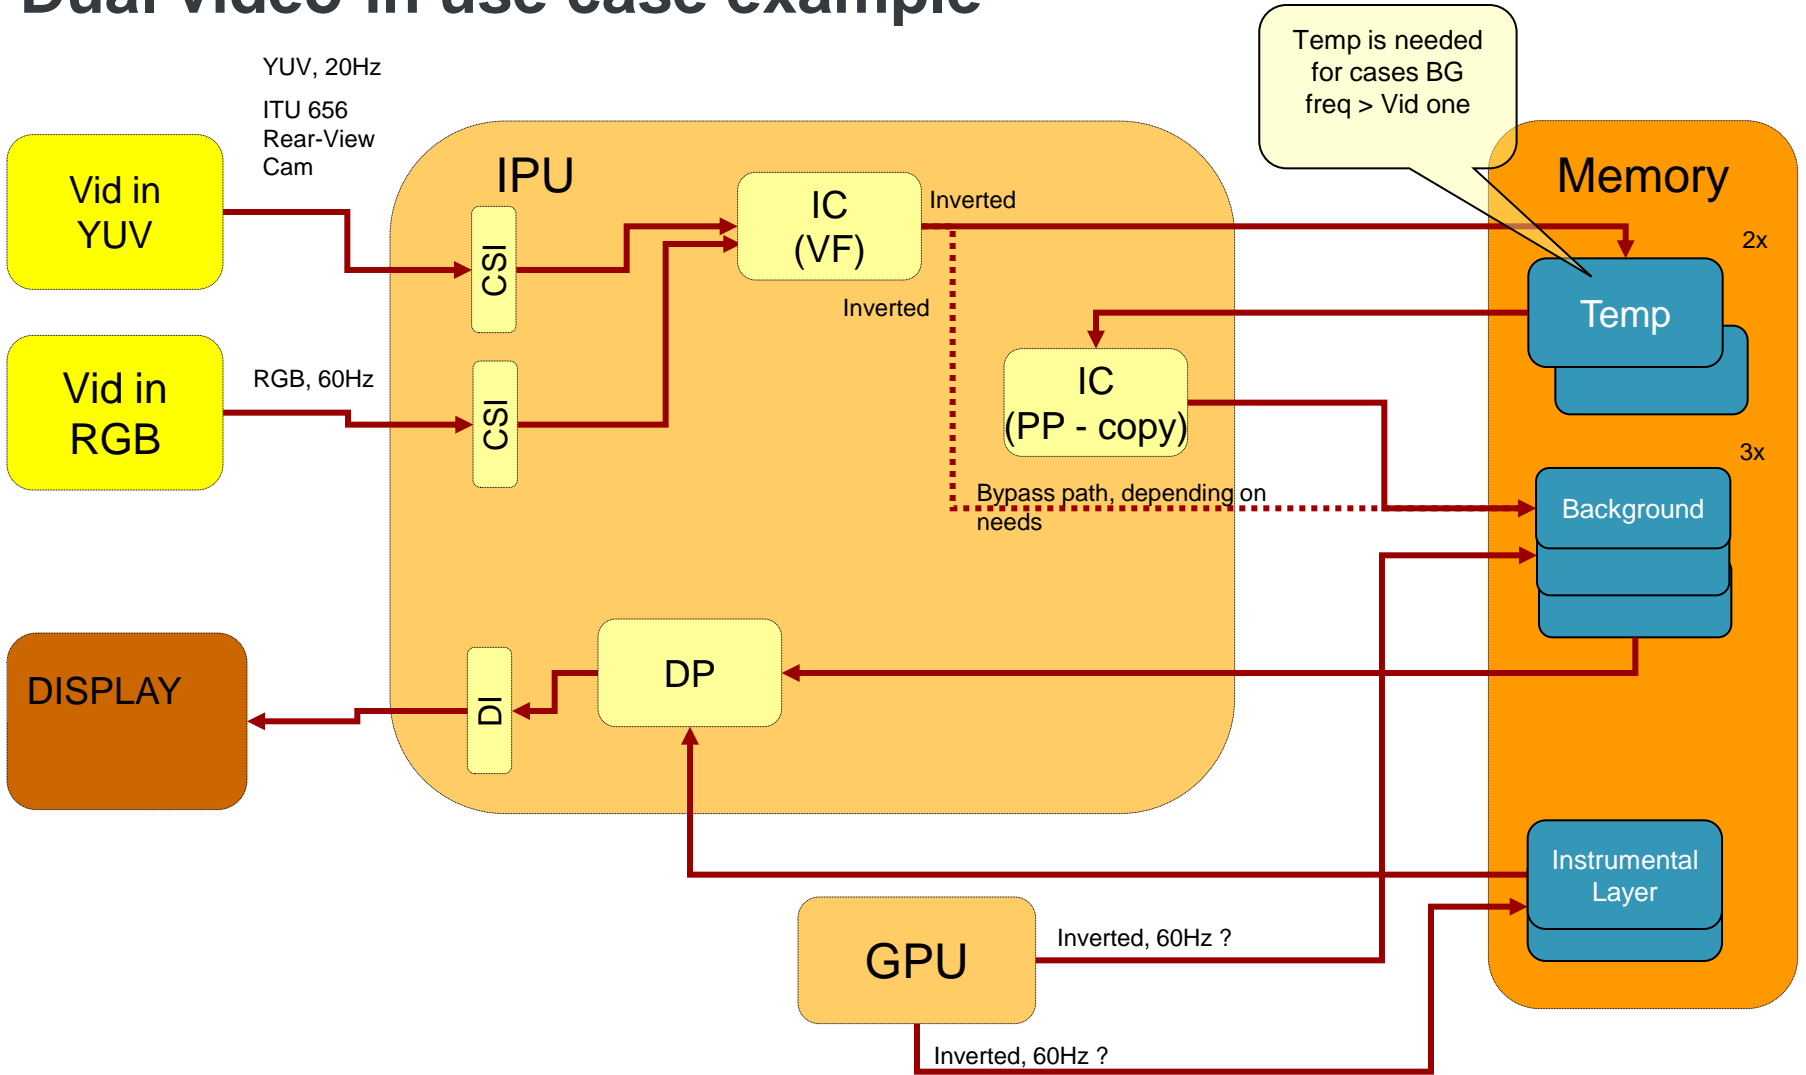 Dual video in use case example
YUV, 20Hz
ITU 656
Rear-View
Cam
Temp is needed
for cases BG
freq > Vid one
Vid in
YUV
IPU
CSI
IC
(VF)
Inverted
Inverted
Memory
2x
Temp
Vid in
RGB
RGB, 60Hz
CSI
IC
(PP - copy)
3x
Bypass path, depending on
needs
Background
DISPLAY
DI
DP
Instrumental
Layer
GPU
Inverted, 60Hz ?
Inverted, 60Hz ?